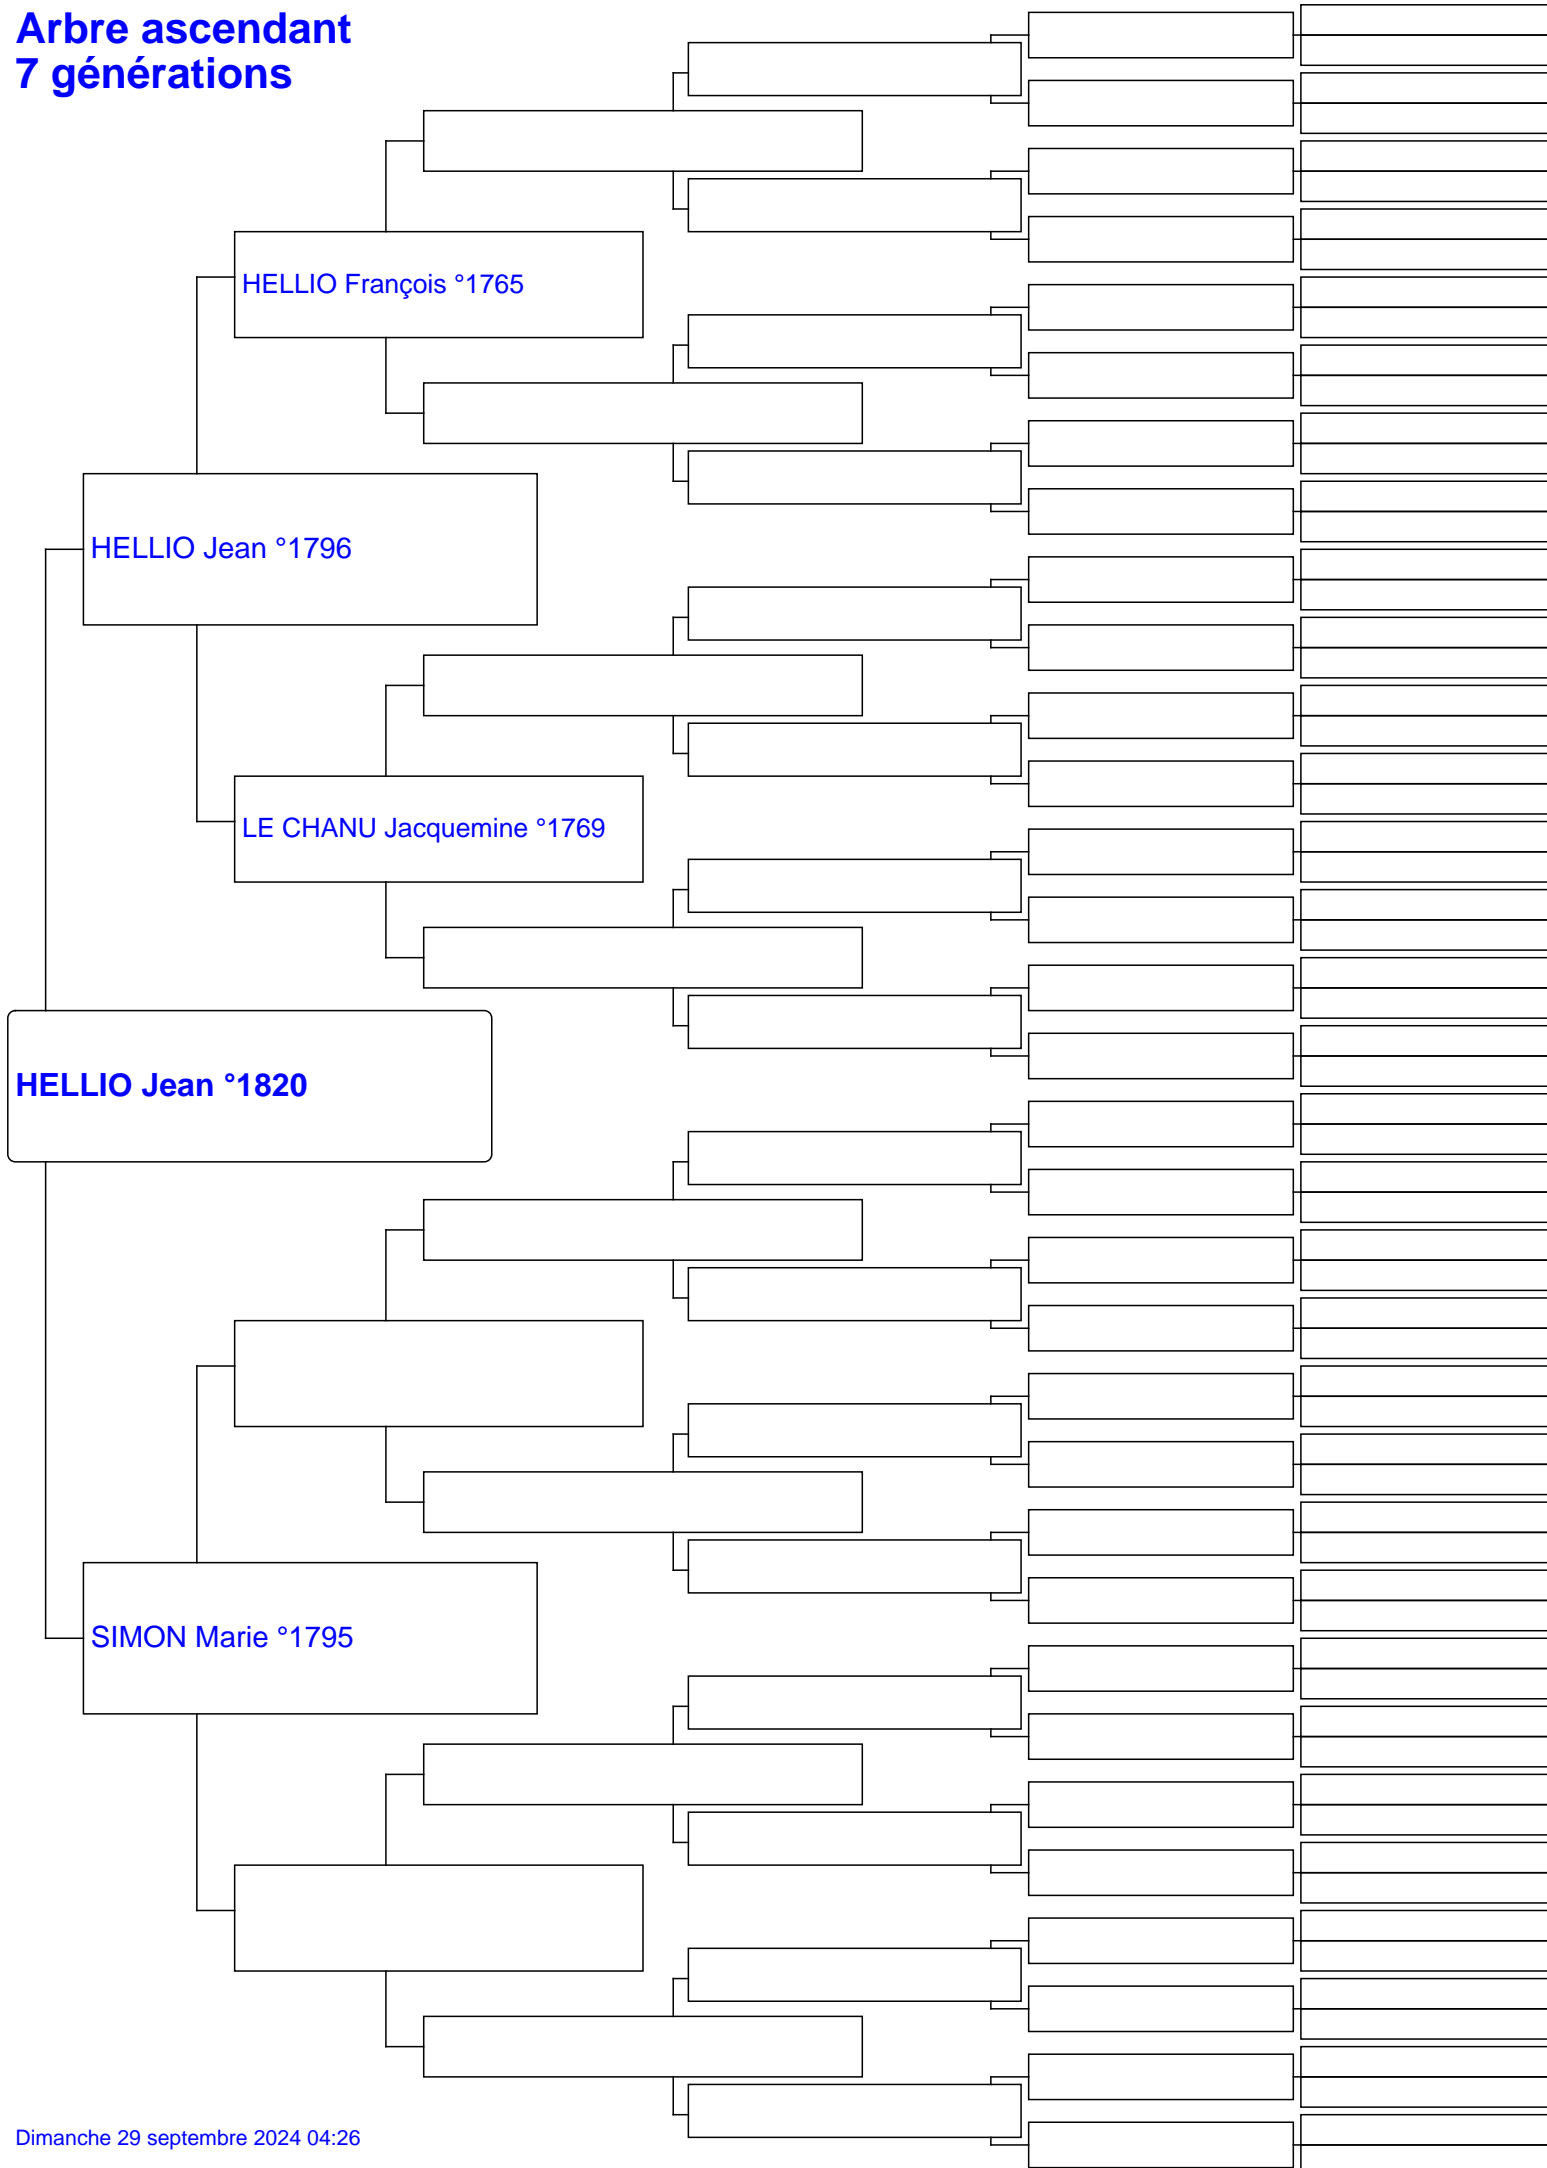 Arbre ascendant
7 générations
HELLIO François °1765
HELLIO Jean °1796
LE CHANU Jacquemine °1769
HELLIO Jean °1820
SIMON Marie °1795
Dimanche 29 septembre 2024 04:26